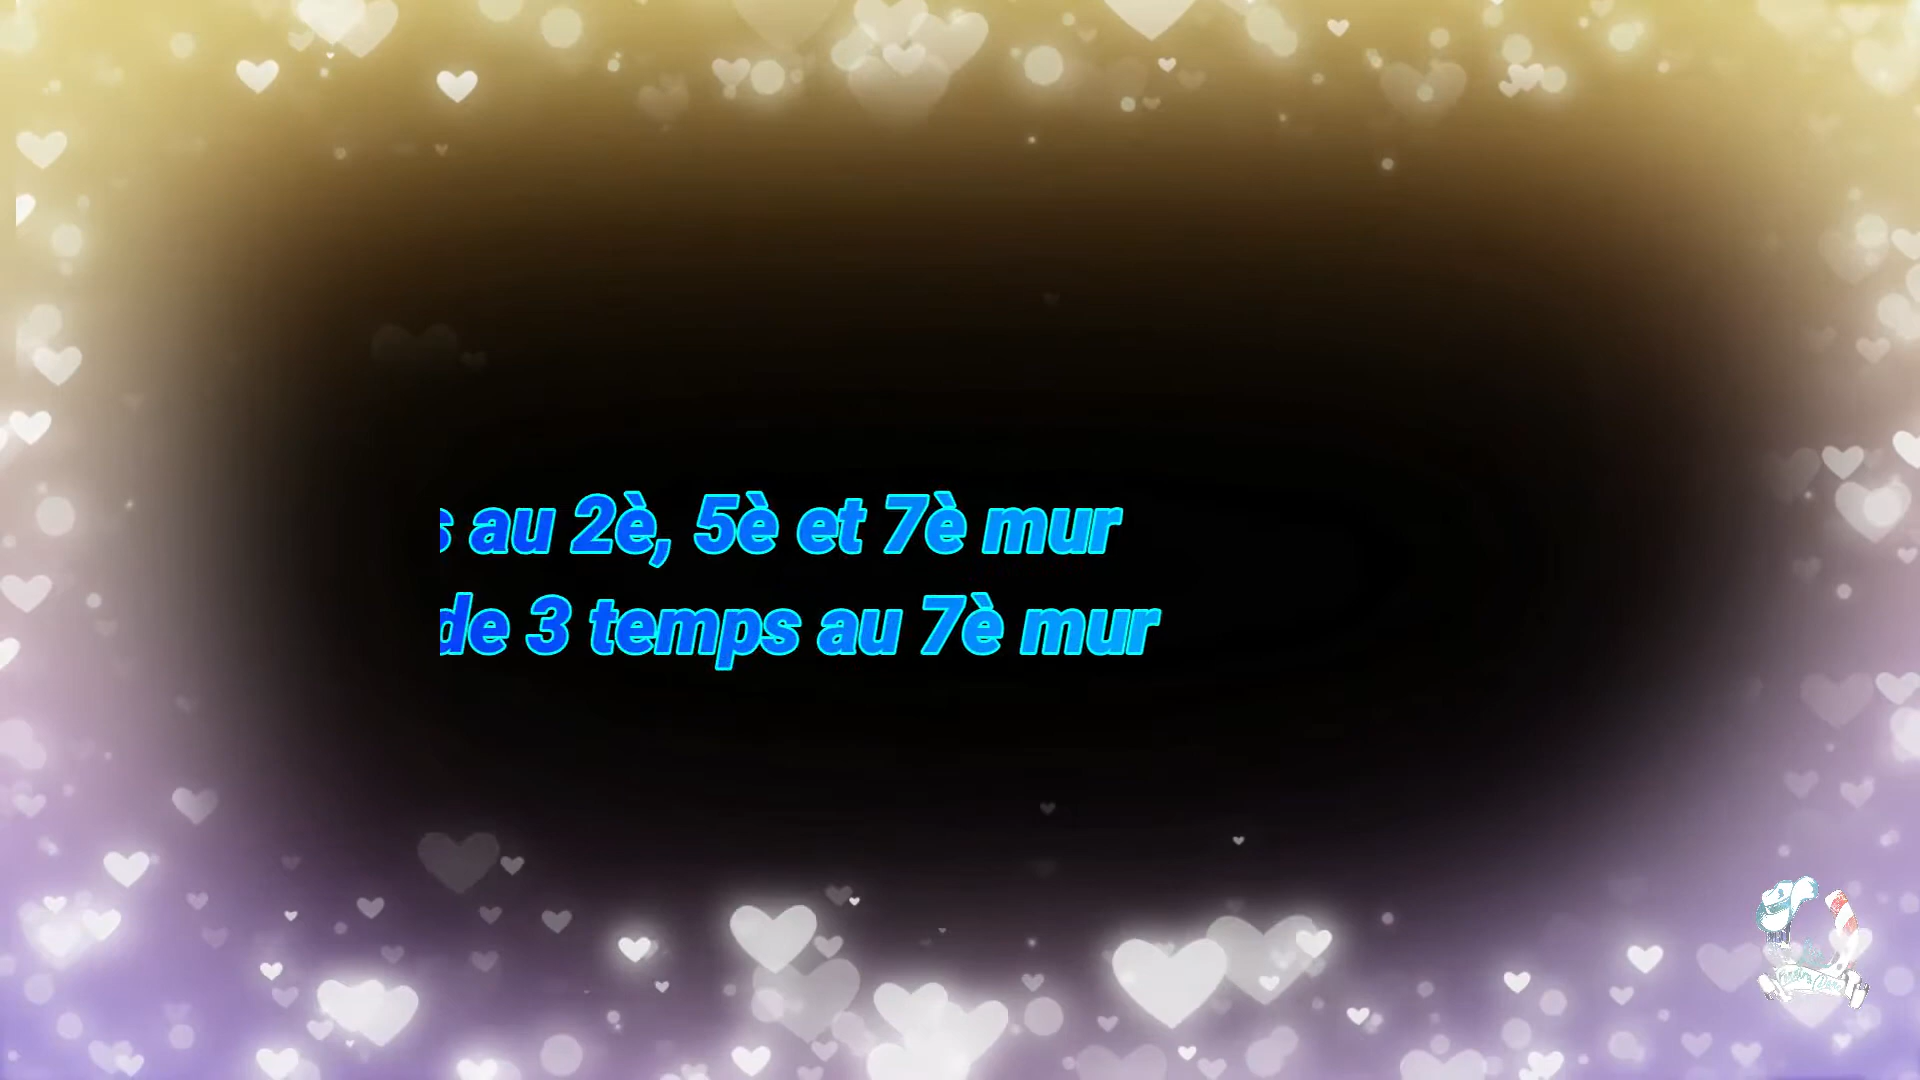 au 2è, 5è et 7è mur
de 3 temps au 7è mur